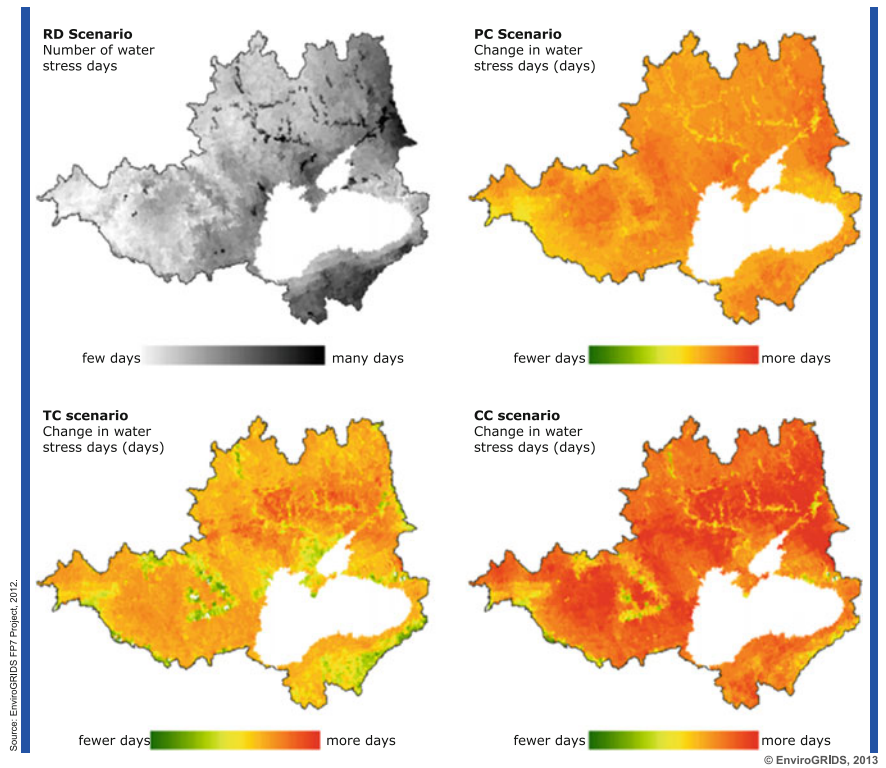 RD Scenario
Number of water
stress days
few days
many days
PC Scenario
Change in water
stress days (days)
fewer days
more days
TC scenario
Change in water
stress days (days)
fewer days
more days
CC scenario
Change in water
stress days (days)
fewer days
more days
Source: EnviroGRIDS FP7 Project, 2012.
© EnviroGRIDS, 2013